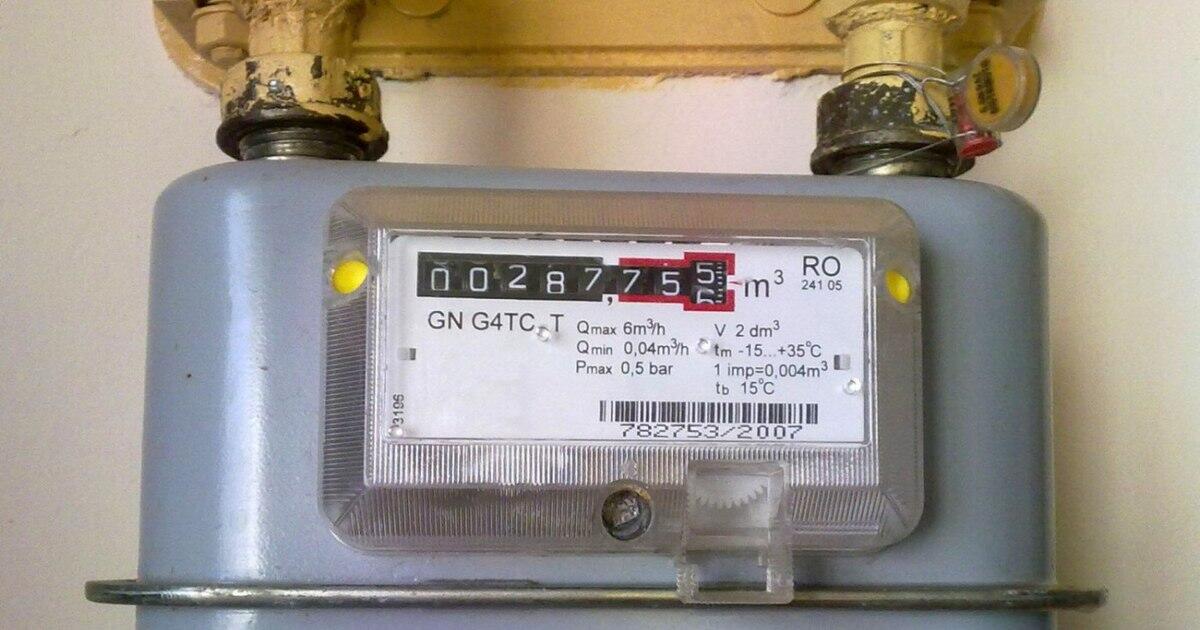 00287,755 m³
RO
241 05
GN G4TC-T
Qmax 6m³/h
Qmin 0,04m³/h
Pmax 0,5 bar
V 2 dm³
tm -15...+35°C
1 imp=0,004m³
tb 15°C
3196
782753/2007